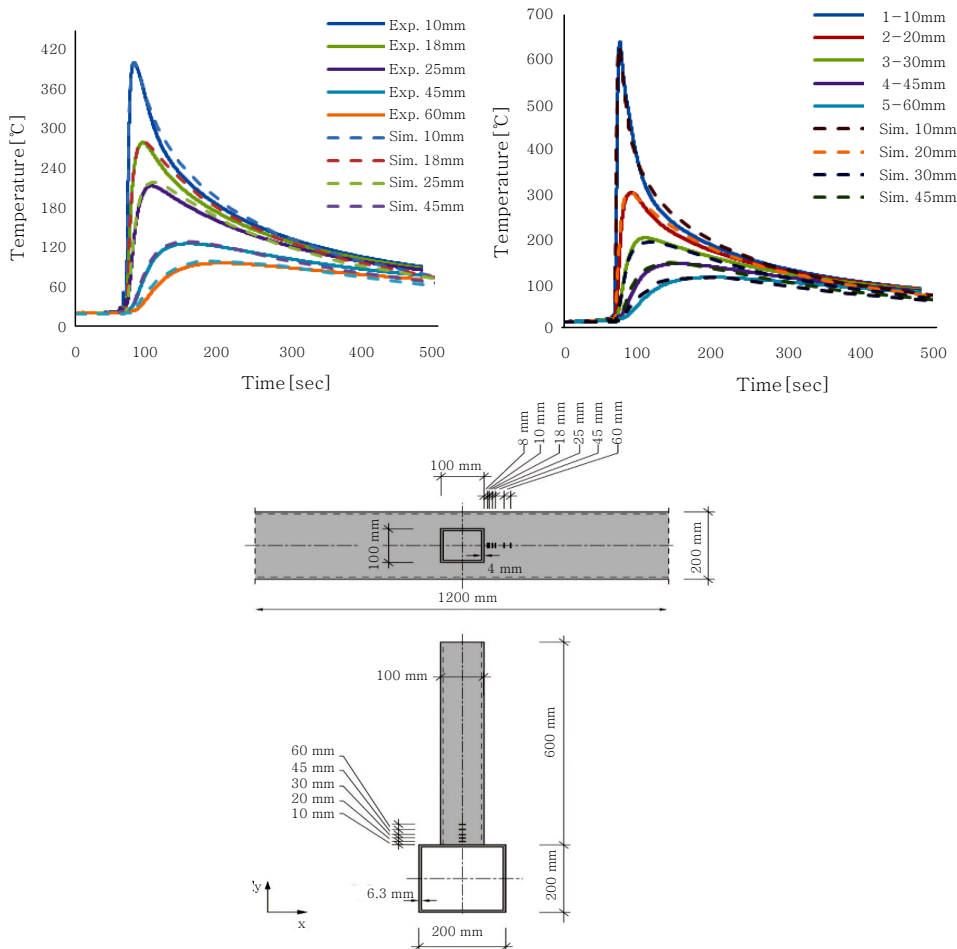 420
360
300
240
180
120
60
0
Temperature [℃]
0 100 200 300 400 500
Time [sec]
Exp. 10mm
Exp. 18mm
Exp. 25mm
Exp. 45mm
Exp. 60mm
Sim. 10mm
Sim. 18mm
Sim. 25mm
Sim. 45mm
700
600
500
400
300
200
100
0
Temperature [℃]
0 100 200 300 400 500
Time [sec]
1-10mm
2-20mm
3-30mm
4-45mm
5-60mm
Sim. 10mm
Sim. 20mm
Sim. 30mm
Sim. 45mm
8 mm
10 mm
18 mm
25 mm
45 mm
60 mm
100 mm
100 mm
4 mm
200 mm
1200 mm
100 mm
600 mm
60 mm
45 mm
30 mm
20 mm
10 mm
200 mm
6.3 mm
200 mm
y
x